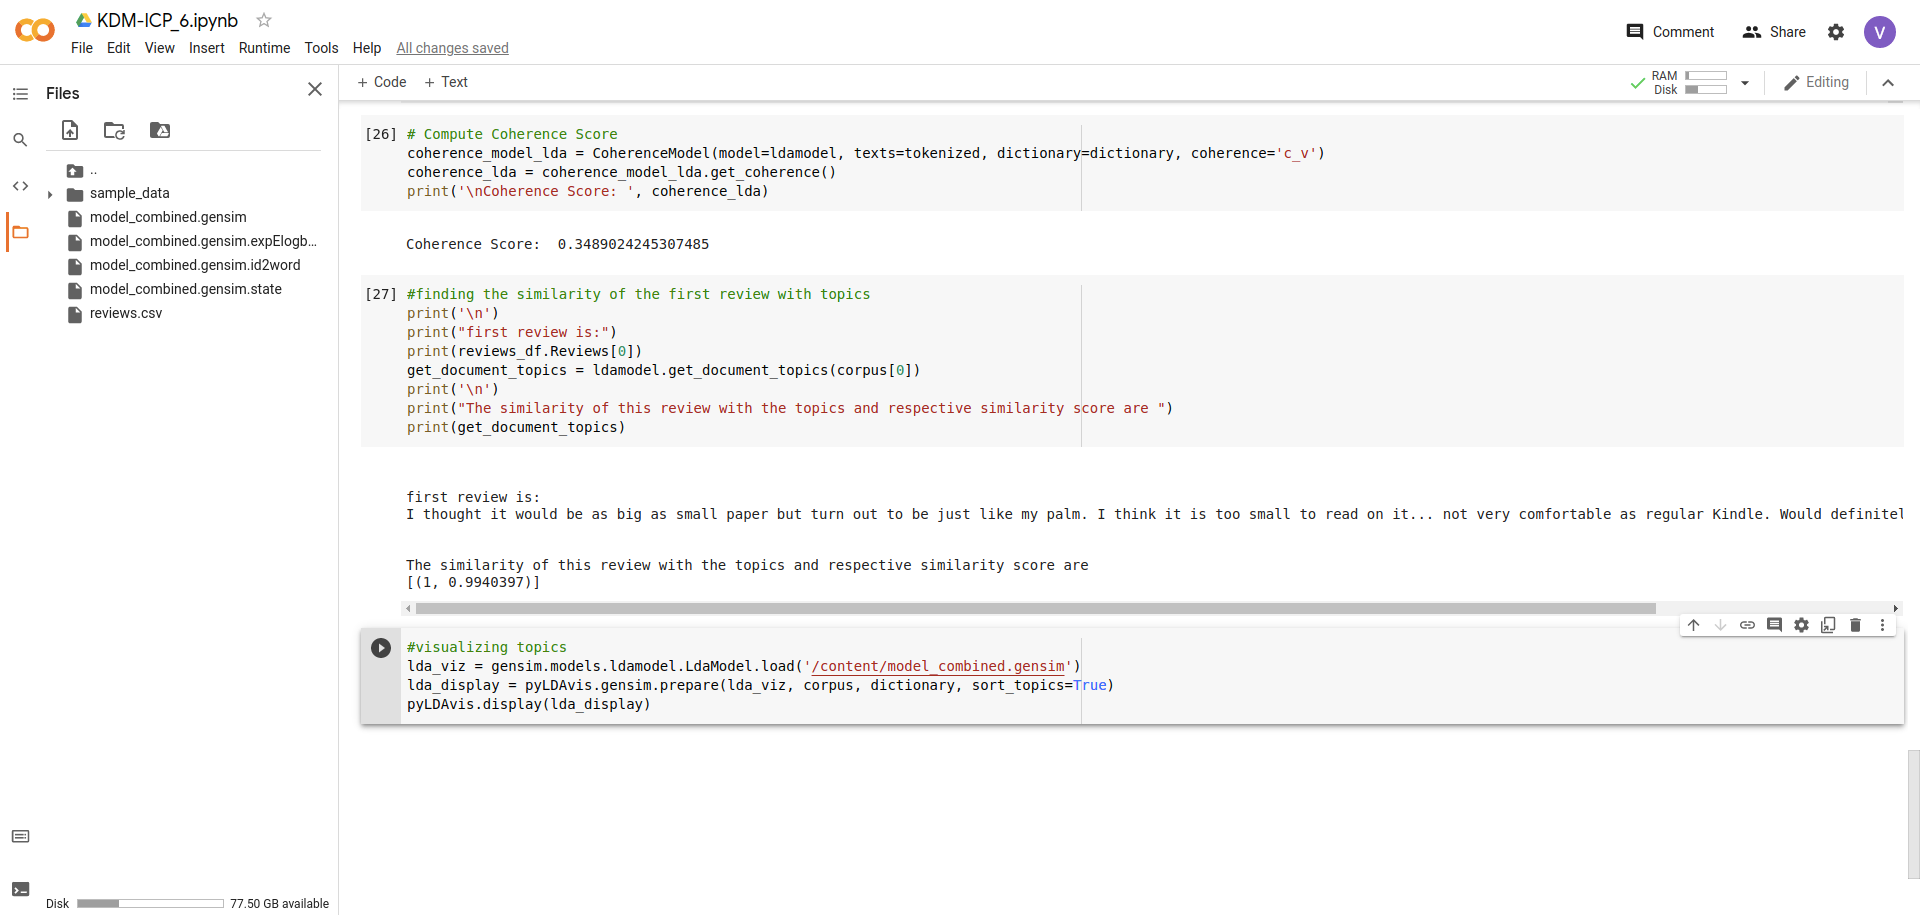 KDM-ICP_6.ipynb
File Edit View Insert Runtime Tools Help All changes saved
Comment
Share
V
Files
..
sample_data
model_combined.gensim
model_combined.gensim.expElogb...
model_combined.gensim.id2word
model_combined.gensim.state
reviews.csv
Disk 77.50 GB available
+ Code + Text
RAM
Disk
Editing
[26] # Compute Coherence Score
coherence_model_lda = CoherenceModel(model=ldamodel, texts=tokenized, dictionary=dictionary, coherence='c_v')
coherence_lda = coherence_model_lda.get_coherence()
print('\nCoherence Score: ', coherence_lda)
Coherence Score:  0.3489024245307485
[27] #finding the similarity of the first review with topics
print('\n')
print("first review is:")
print(reviews_df.Reviews[0])
get_document_topics = ldamodel.get_document_topics(corpus[0])
print('\n')
print("The similarity of this review with the topics and respective similarity score are ")
print(get_document_topics)
first review is:
I thought it would be as big as small paper but turn out to be just like my palm. I think it is too small to read on it... not very comfortable as regular Kindle. Would definitel
The similarity of this review with the topics and respective similarity score are
[(1, 0.9940397)]
#visualizing topics
lda_viz = gensim.models.ldamodel.LdaModel.load('/content/model_combined.gensim')
lda_display = pyLDAvis.gensim.prepare(lda_viz, corpus, dictionary, sort_topics=True)
pyLDAvis.display(lda_display)